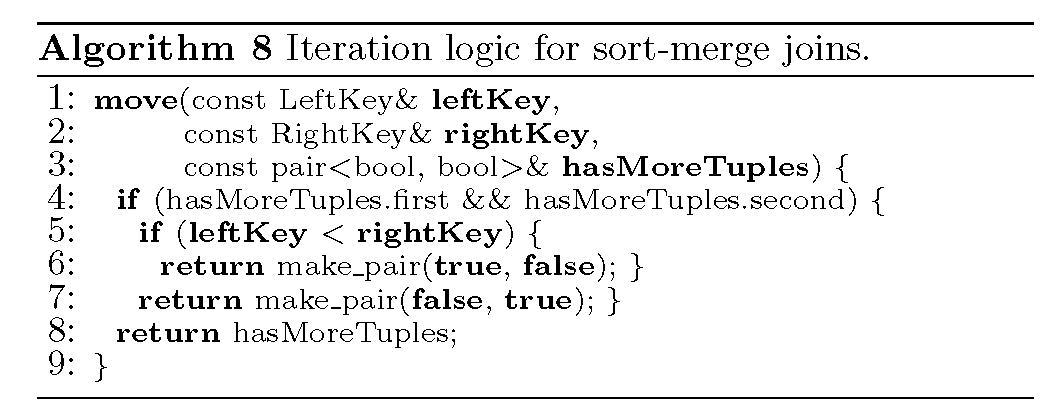 Algorithm 8 Iteration logic for sort-merge joins.
1: move(const LeftKey& leftKey,
2: const RightKey& rightKey,
3: const pair<bool, bool>& hasMoreTuples) {
4: if (hasMoreTuples.first && hasMoreTuples.second) {
5: if (leftKey < rightKey) {
6: return make_pair(true, false); }
7: return make_pair(false, true); }
8: return hasMoreTuples;
9: }